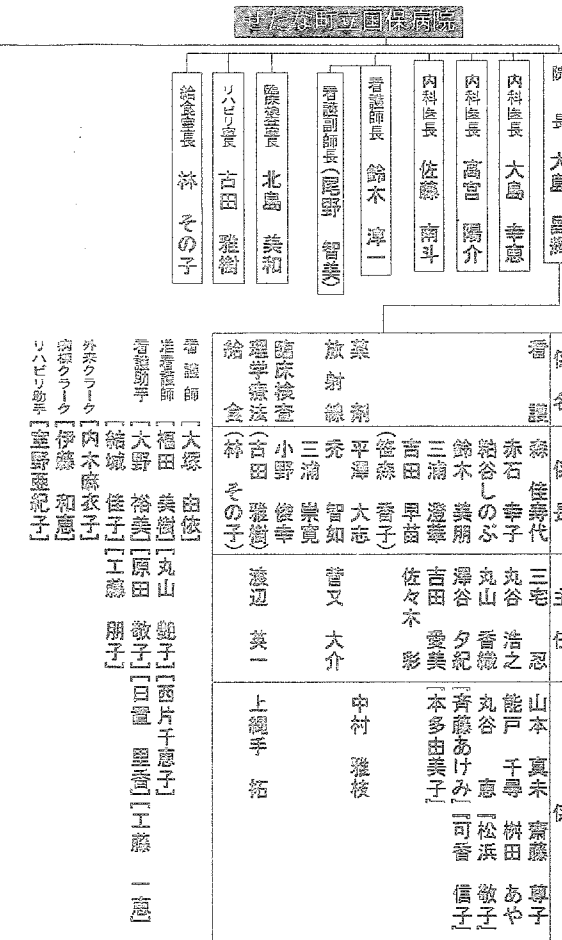 せたな町立国保病院
院長 大島
内科医長 大島 幸恵
内科医長 高宮 陽介
内科医長 佐藤 南斗
看護師長 鈴木 淳一
看護副師長 (尾野 智美)
臨床検査室長 北島 美和
リハビリ室長 古田 雅樹
給食室長 林 その子
係名
看護
薬剤
放射線
臨床検査
理学療法
給食
係長
森 佳寿代
赤石 幸子
粕谷しのぶ
鈴木 美朋
三浦 澄華
吉田 早苗
(笹森 香子)
平澤 大志
禿 智知
三浦 崇寛
小野 俊幸
(古田 雅樹)
(林 その子)
主任
三宅 忍
丸谷 浩之
丸山 香織
澤谷 夕紀
吉田 愛美
佐々木 彩
菅又 大介
渡辺 英一
係
山本 真未 齋藤 尊子
能戸 千尋 桝田 あや
丸谷 恵 『松浜 敬子』
『斉藤あけみ』『可香 信子』
『本多由美子』
中村 雅枝
上縄手 拓
看護師 [大塚 由依]
准看護師 [福田 美樹][丸山 艶子][西片千恵子]
看護助手 [大野 裕美][原田 敬子][日置 里香][工藤 一恵]
[結城 佳子][工藤 朋子]
外来クラーク [内木麻衣子]
病棟クラーク [伊藤 和恵]
リハビリ助手 [室野亜紀子]